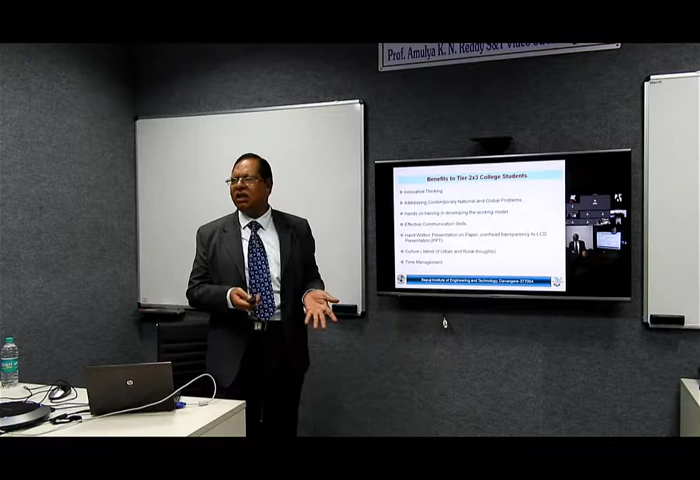 Prof. Amulya K. N. Reddy S&T Video
Benefits to Tier-2x3 College Students
Innovative Thinking
Addressing Contemporary National and Global Problems
Hands on training in developing the working model
Effective Communication Skills
Hand Written Presentation on Paper, overhead transparency to LCD
Presentation (PPT)
Culture ( blend of Urban and Rural thoughts)
Time Management
Bapuji Institute of Engineering and Technology, Davangere-577004
hp